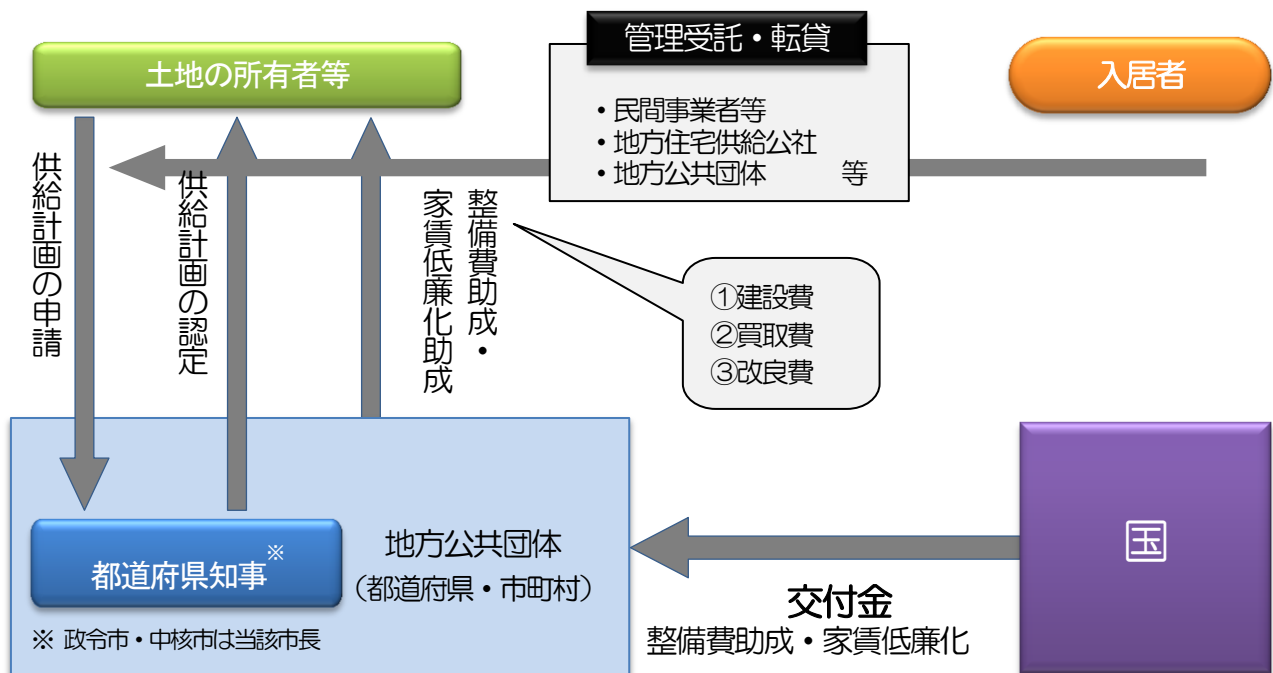 管理受託・転貸
土地の所有者等
入居者
・民間事業者等
・地方住宅供給公社
・地方公共団体　等
供給計画の申請
供給計画の認定
整備費助成・
家賃低廉化助成
①建設費
②買取費
③改良費
都道府県知事※
地方公共団体
（都道府県・市町村）
※ 政令市・中核市は当該市長
国
交付金
整備費助成・家賃低廉化